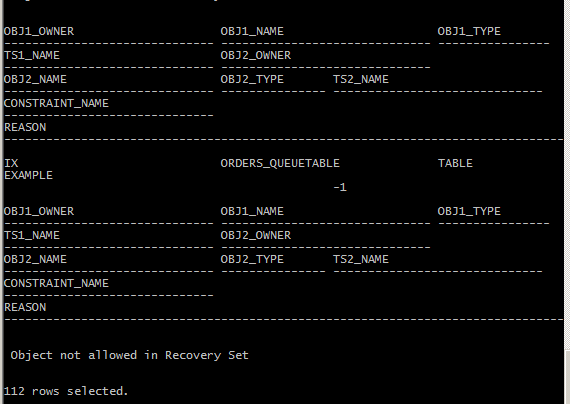 OBJ1_OWNER OBJ1_NAME OBJ1_TYPE
------------------------------ ------------------------------ ----------------
TS1_NAME OBJ2_OWNER
------------------------------ ------------------------------
OBJ2_NAME OBJ2_TYPE TS2_NAME
------------------------------ --------------- ------------------------------
CONSTRAINT_NAME
------------------------------
REASON
--------------------------------------------------------------------------------
IX ORDERS_QUEUETABLE TABLE
EXAMPLE
-1
OBJ1_OWNER OBJ1_NAME OBJ1_TYPE
------------------------------ ------------------------------ ----------------
TS1_NAME OBJ2_OWNER
------------------------------ ------------------------------
OBJ2_NAME OBJ2_TYPE TS2_NAME
------------------------------ --------------- ------------------------------
CONSTRAINT_NAME
------------------------------
REASON
--------------------------------------------------------------------------------
Object not allowed in Recovery Set
112 rows selected.